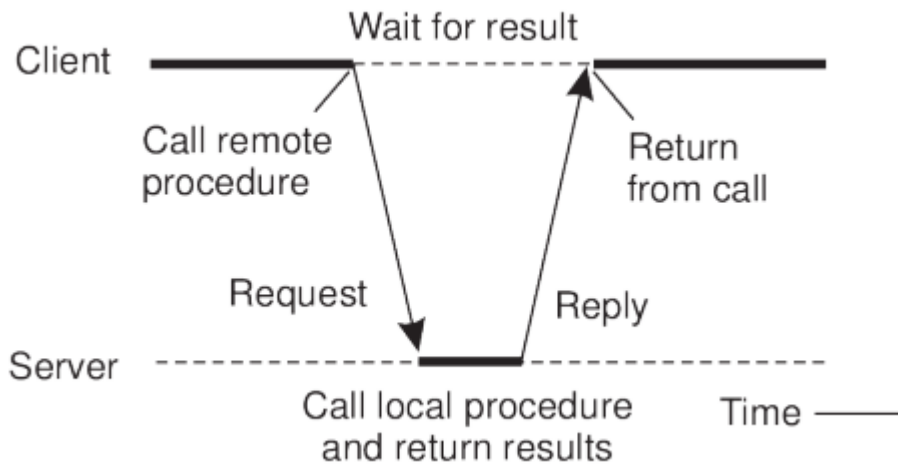 Wait for result
Client
Call remote
procedure
Return
from call
Request
Reply
Server
Call local procedure
and return results
Time